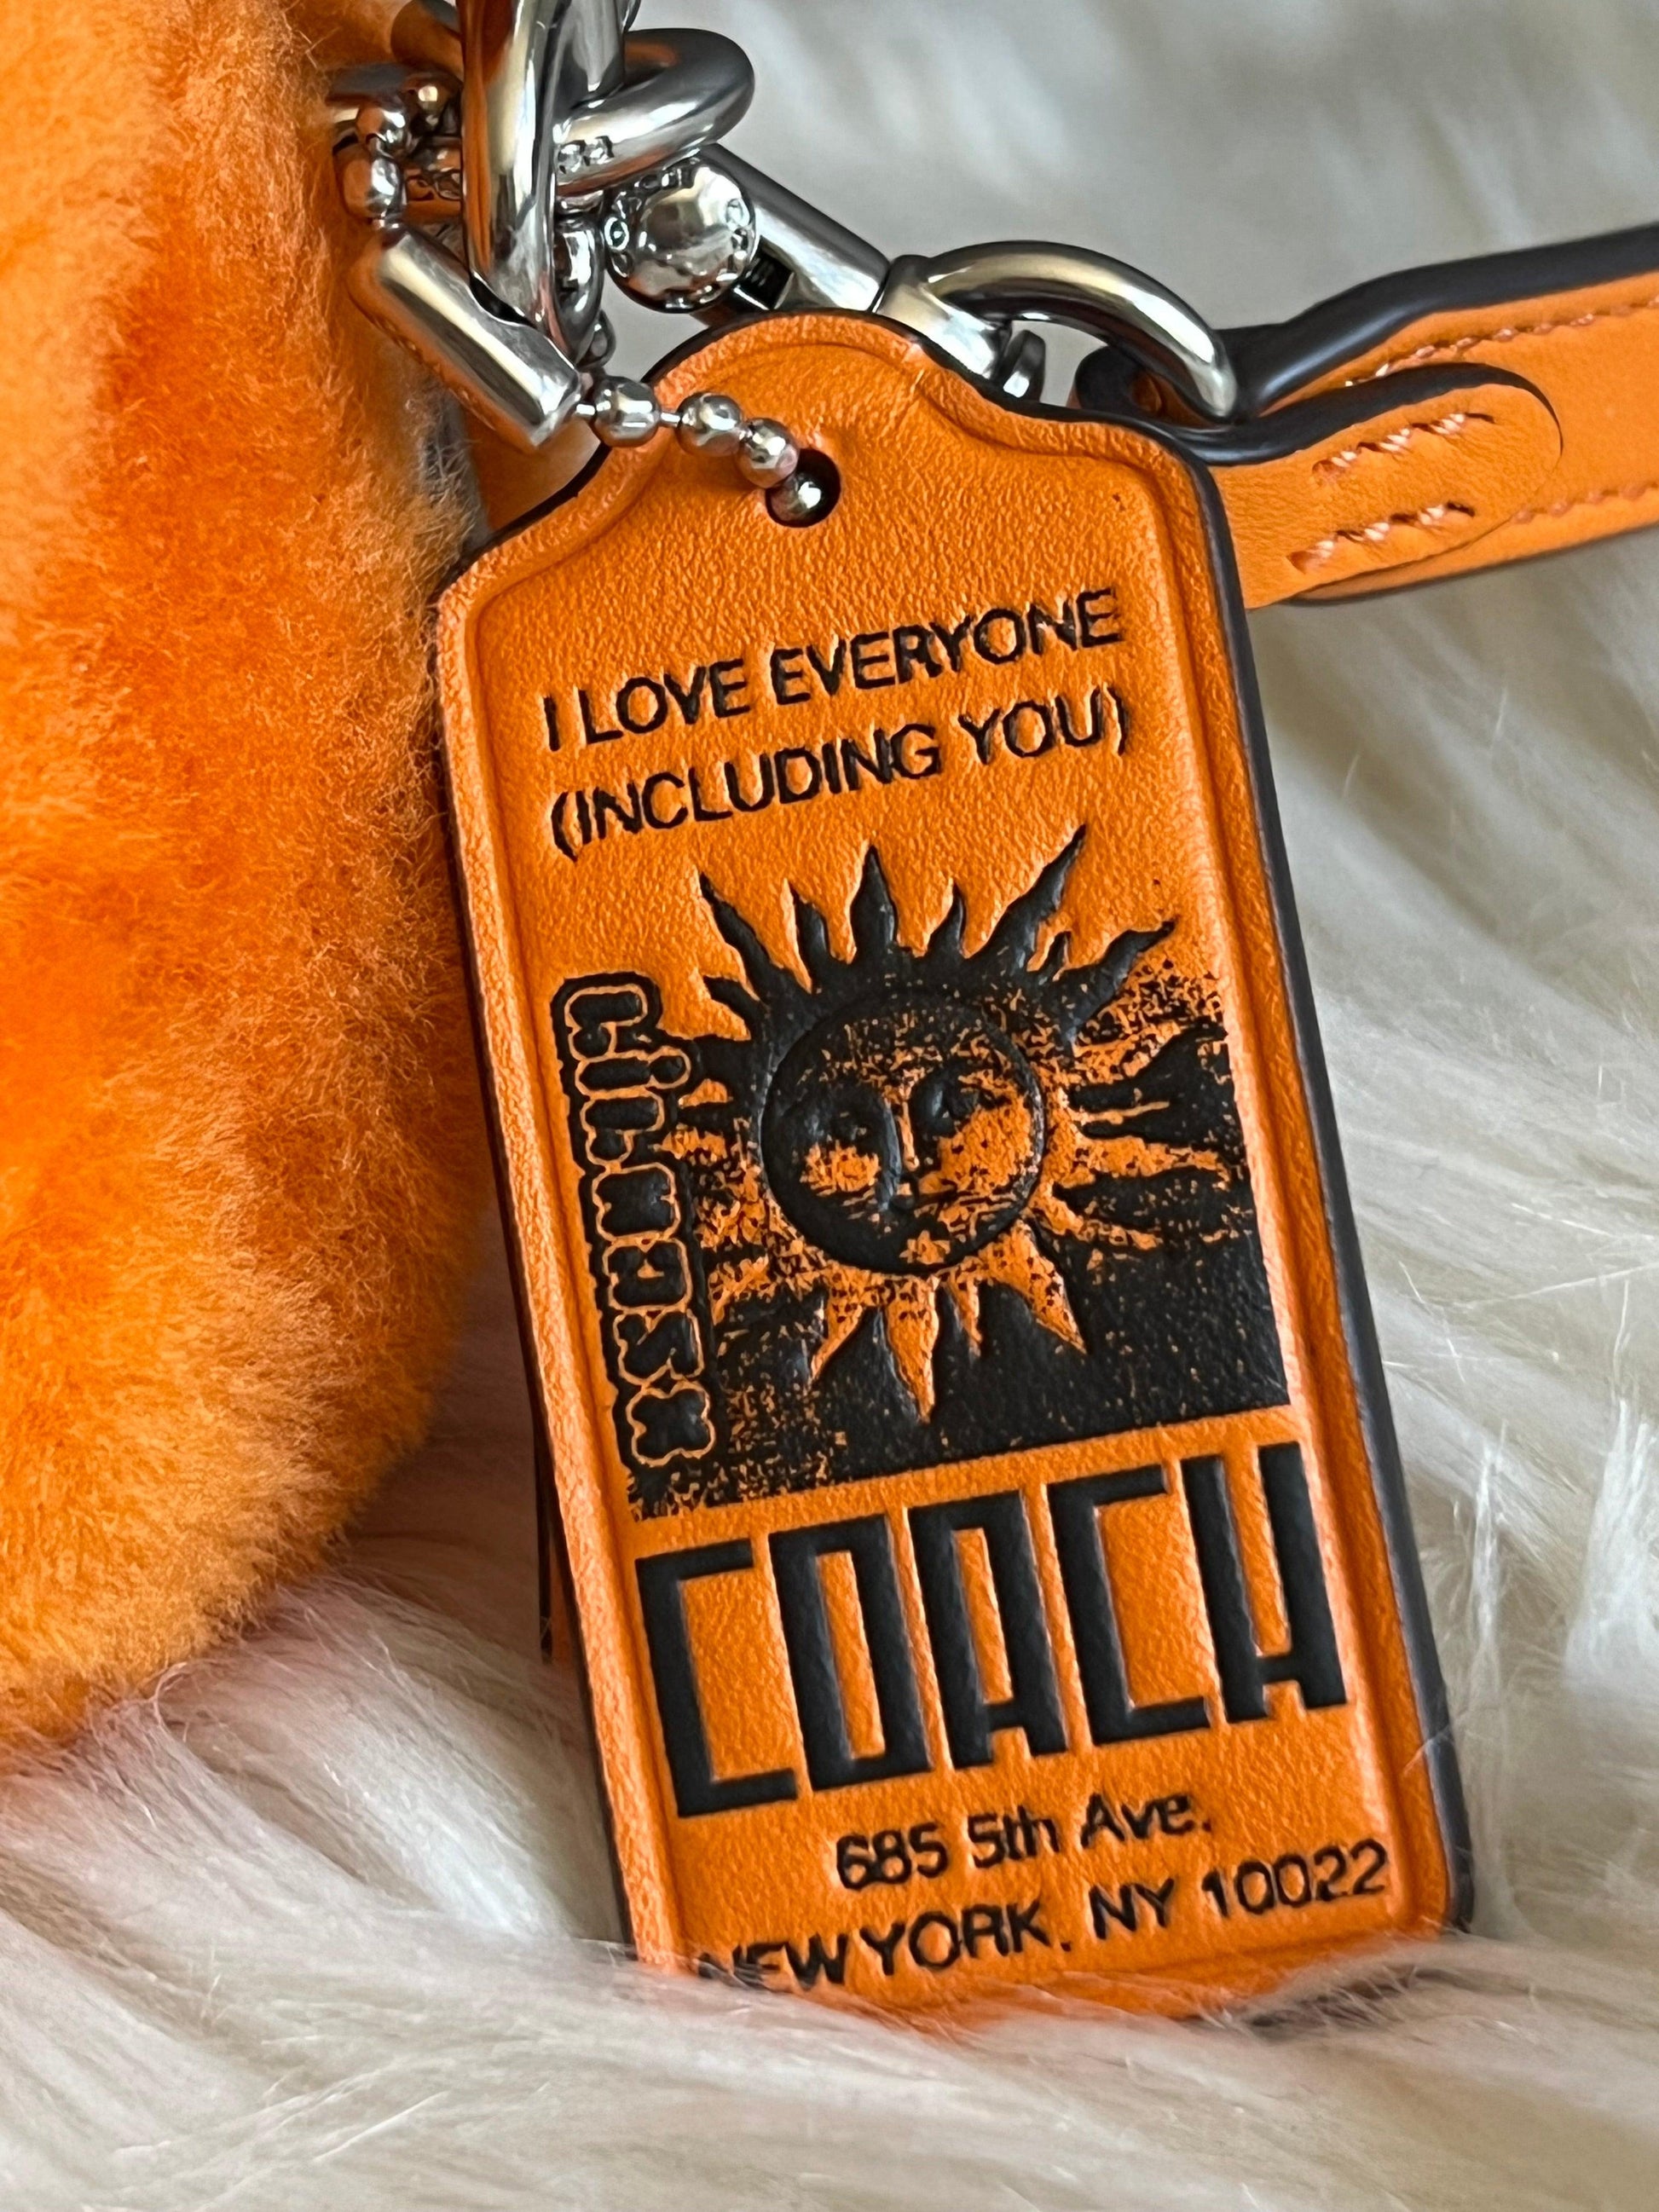 I LOVE EVERYONE
(INCLUDING YOU)
COACH
685 5th Ave.
NEW YORK, NY 10022